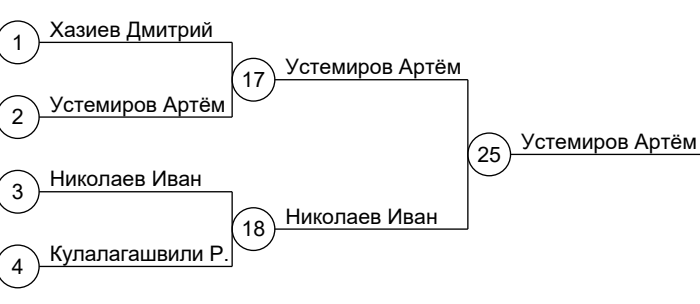 1 Хазиев Дмитрий
17 Устемиров Артём
2 Устемиров Артём
25 Устемиров Артём
3 Николаев Иван
18 Николаев Иван
4 Кулалагашвили Р.